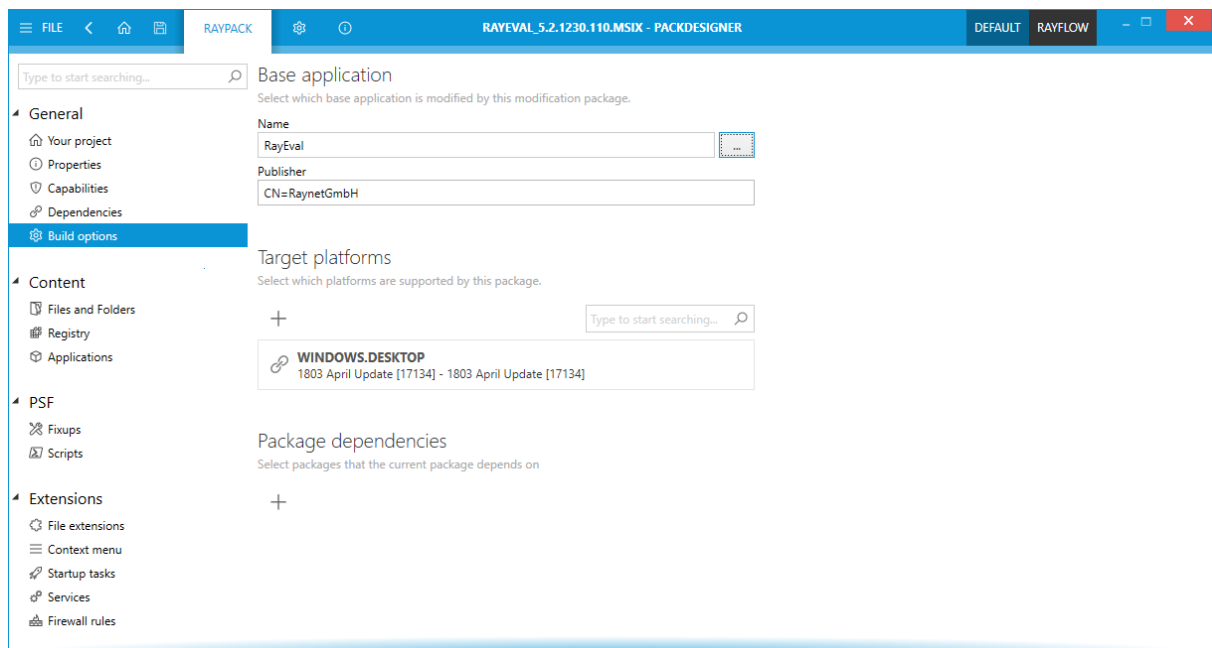 FILE
RAYPACK
RAYEVAL_5.2.1230.110.MSIX - PACKDESIGNER
DEFAULT
RAYFLOW
Type to start searching...
General
Your project
Properties
Capabilities
Dependencies
Build options
Content
Files and Folders
Registry
Applications
PSF
Fixups
Scripts
Extensions
File extensions
Context menu
Startup tasks
Services
Firewall rules
Base application
Select which base application is modified by this modification package.
Name
RayEval
...
Publisher
CN=RaynetGmbH
Target platforms
Select which platforms are supported by this package.
Type to start searching...
WINDOWS.DESKTOP
1803 April Update [17134] - 1803 April Update [17134]
Package dependencies
Select packages that the current package depends on